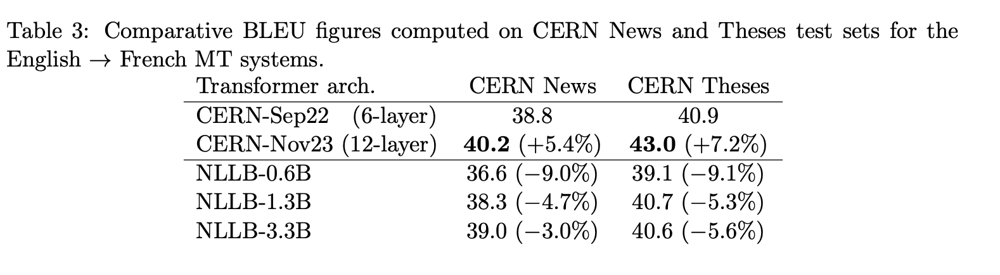 Table 3: Comparative BLEU figures computed on CERN News and Theses test sets for the
English → French MT systems.
Transformer arch. CERN News CERN Theses
CERN-Sep22 (6-layer) 38.8 40.9
CERN-Nov23 (12-layer) 40.2 (+5.4%) 43.0 (+7.2%)
NLLB-0.6B 36.6 (−9.0%) 39.1 (−9.1%)
NLLB-1.3B 38.3 (−4.7%) 40.7 (−5.3%)
NLLB-3.3B 39.0 (−3.0%) 40.6 (−5.6%)